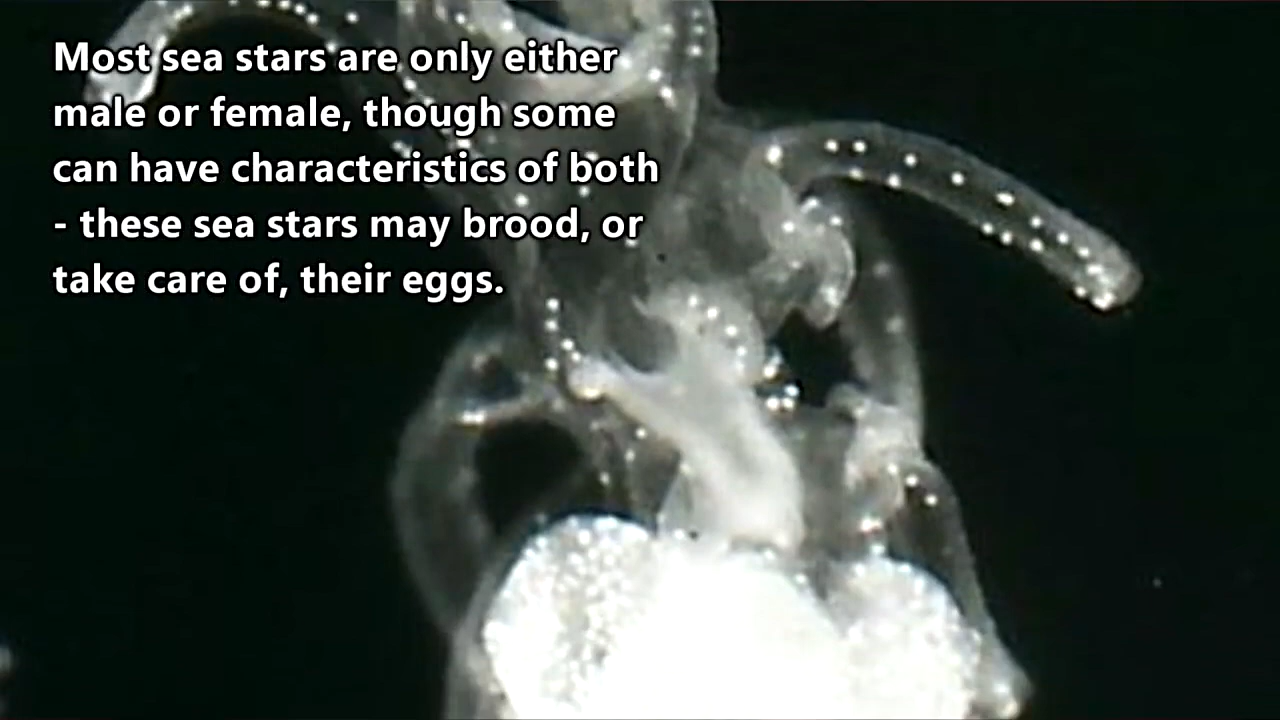 Most sea stars are only either
male or female, though some
can have characteristics of both
- these sea stars may brood, or
take care of, their eggs.